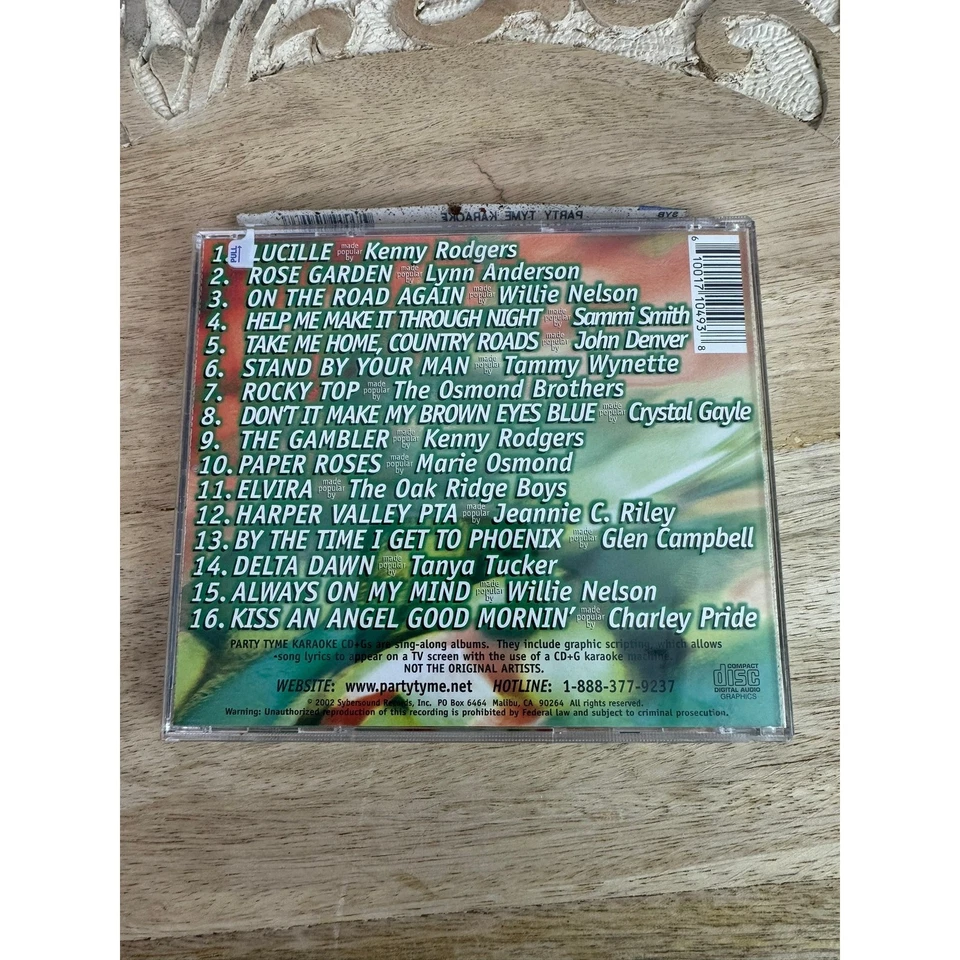 PARTY TYME KARAOKE
SYB
PULL
1. LUCILLE made popular by Kenny Rodgers
2. ROSE GARDEN made popular by Lynn Anderson
3. ON THE ROAD AGAIN made popular by Willie Nelson
4. HELP ME MAKE IT THROUGH NIGHT made popular by Sammi Smith
5. TAKE ME HOME, COUNTRY ROADS made popular by John Denver
6. STAND BY YOUR MAN made popular by Tammy Wynette
7. ROCKY TOP made popular by The Osmond Brothers
8. DON'T IT MAKE MY BROWN EYES BLUE made popular by Crystal Gayle
9. THE GAMBLER made popular by Kenny Rodgers
10. PAPER ROSES made popular by Marie Osmond
11. ELVIRA made popular by The Oak Ridge Boys
12. HARPER VALLEY PTA made popular by Jeannie C. Riley
13. BY THE TIME I GET TO PHOENIX made popular by Glen Campbell
14. DELTA DAWN made popular by Tanya Tucker
15. ALWAYS ON MY MIND made popular by Willie Nelson
16. KISS AN ANGEL GOOD MORNIN' made popular by Charley Pride
6 10017 10493 8
PARTY TYME KARAOKE CD+Gs are sing-along albums. They include graphic scripting, which allows
song lyrics to appear on a TV screen with the use of a CD+G karaoke machine.
NOT THE ORIGINAL ARTISTS.
WEBSITE: www.partytyme.net HOTLINE: 1-888-377-9237
© 2002 Sybersound Records, Inc. PO Box 6464 Malibu, CA 90264 All rights reserved.
Warning: Unauthorized reproduction of this recording is prohibited by Federal law and subject to criminal prosecution.
COMPACT
disc
DIGITAL AUDIO
GRAPHICS